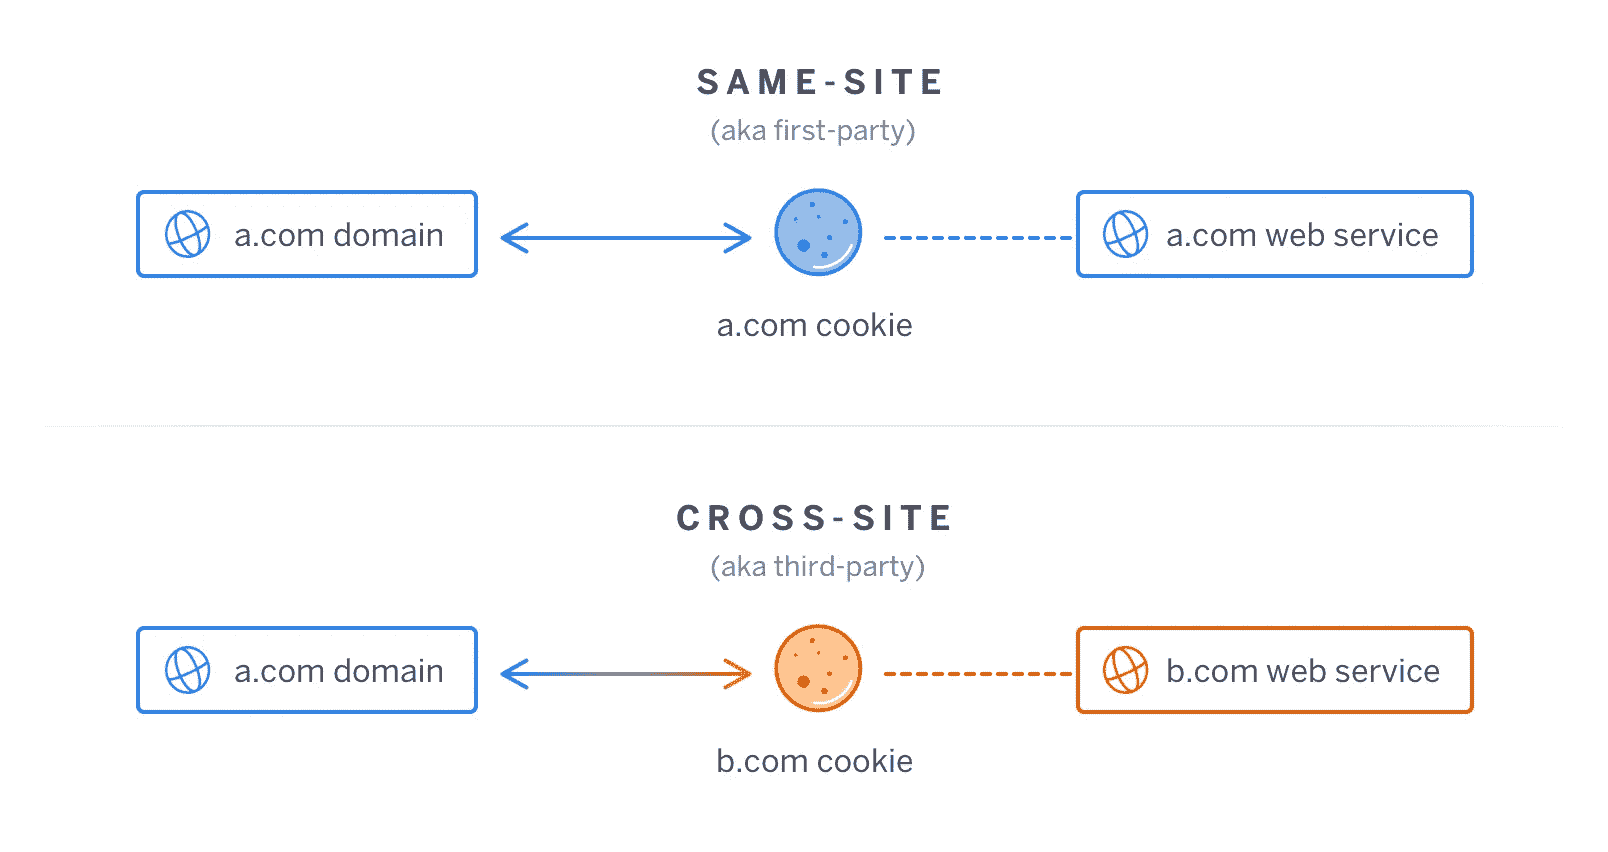 SAME-SITE
(aka first-party)
a.com domain
a.com web service
a.com cookie
CROSS-SITE
(aka third-party)
a.com domain
b.com web service
b.com cookie